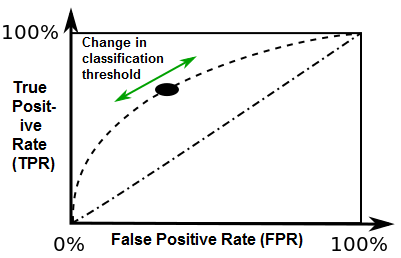 100%
Change in
classification
threshold
True
Posit-
ive
Rate
(TPR)
0%
False Positive Rate (FPR)
100%